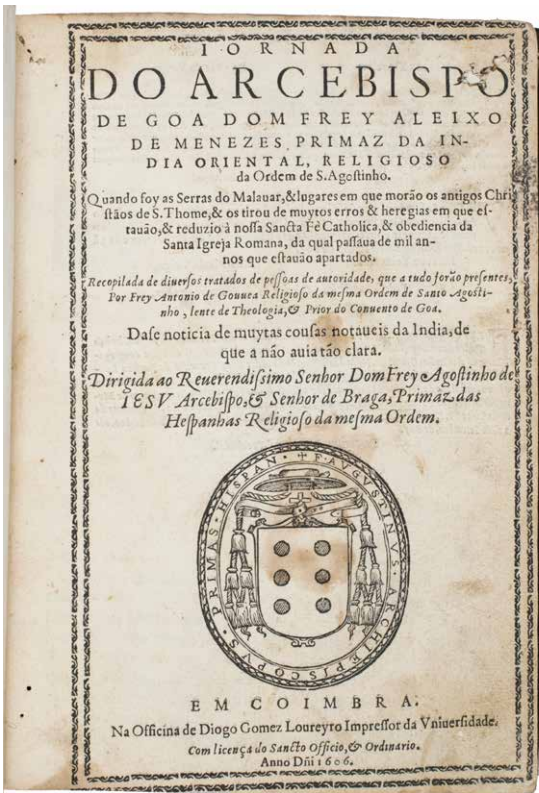 IORNADA
DO ARCEBISPO
DE GOA DOM FREY ALEIXO
DE MENEZES PRIMAZ DA IN-
DIA ORIENTAL, RELIGIOSO
da Ordem de S. Agoſtinho.
Quando foy as Serras do Malauar, & lugares em que morão os antigos Chri
ſtãos de S. Thome, & os tirou de muytos erros & heregias em que eſ-
tauão, & reduzio à noſſa Sancta Fè Catholica, & obediencia da
Santa Igreja Romana, da qual paſſaua de mil an-
nos que eſtauão apartados.
Recopilada de diuerſos tratados de peſſoas de autoridade, que a tudo forão preſentes,
Por Frey Antonio de Gouuea Religioſo da meſma Ordem de Santo Agoſti-
nho, lente de Theologia, & Prior do Conuento de Goa.
Daſe noticia de muytas couſas notaueis da India, de
que a não auia tão clara.
Dirigida ao Reuerendiſsimo Senhor Dom Frey Agoſtinho de
IESV Arcebiſpo, & Senhor de Braga, Primaz das
Heſpanhas Religioſo da meſma Ordem.
✝ F. AVGVSTINVS ARCHIEPISCOPVS PRIMAS HISPAN
EM COIMBRA.
Na Officina de Diogo Gomez Loureyro Impreſſor da Vniuerſidade.
Com licença do Sancto Officio, & Ordinario.
Anno Dñi 1606.